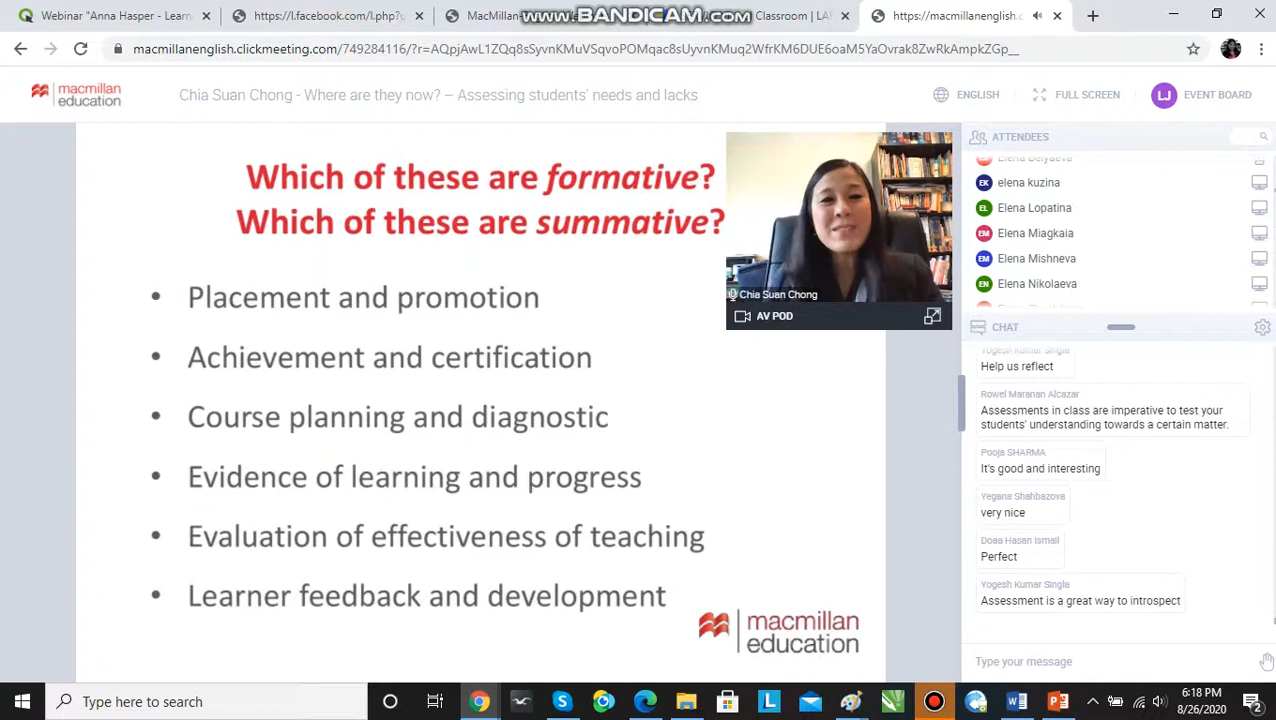 Webinar "Anna Hasper - Learn
https://l.facebook.com/l.php?
MacMillan
www.BANDICAM.com
Classroom | LAF
https://macmillanenglish.c
macmillanenglish.clickmeeting.com/749284116/?r=AQpjAwL1ZQq8sSyvnKMuVSqvoPOMqac8sUyvnKMuq2WfrKM6DUE6oaM5YaOvrak8ZwRkAmpkZGp__
macmillan
education
Chia Suan Chong - Where are they now? – Assessing students' needs and lacks
ENGLISH
FULL SCREEN
LJ
EVENT BOARD
Which of these are formative?
Which of these are summative?
• Placement and promotion
• Achievement and certification
• Course planning and diagnostic
• Evidence of learning and progress
• Evaluation of effectiveness of teaching
• Learner feedback and development
macmillan
education
Chia Suan Chong
AV POD
ATTENDEES
Elena Belyaeva
EK elena kuzina
EL Elena Lopatina
EM Elena Miagkaia
EM Elena Mishneva
EN Elena Nikolaeva
CHAT
Yogesh Kumar Singla
Help us reflect
Rowel Maranan Alcazar
Assessments in class are imperative to test your
students' understanding towards a certain matter.
Pooja SHARMA
It's good and interesting
Yegana Shahbazova
very nice
Doaa Hasan Ismail
Perfect
Yogesh Kumar Singla
Assessment is a great way to introspect
Type your message
Type here to search
6:18 PM
8/26/2020
2